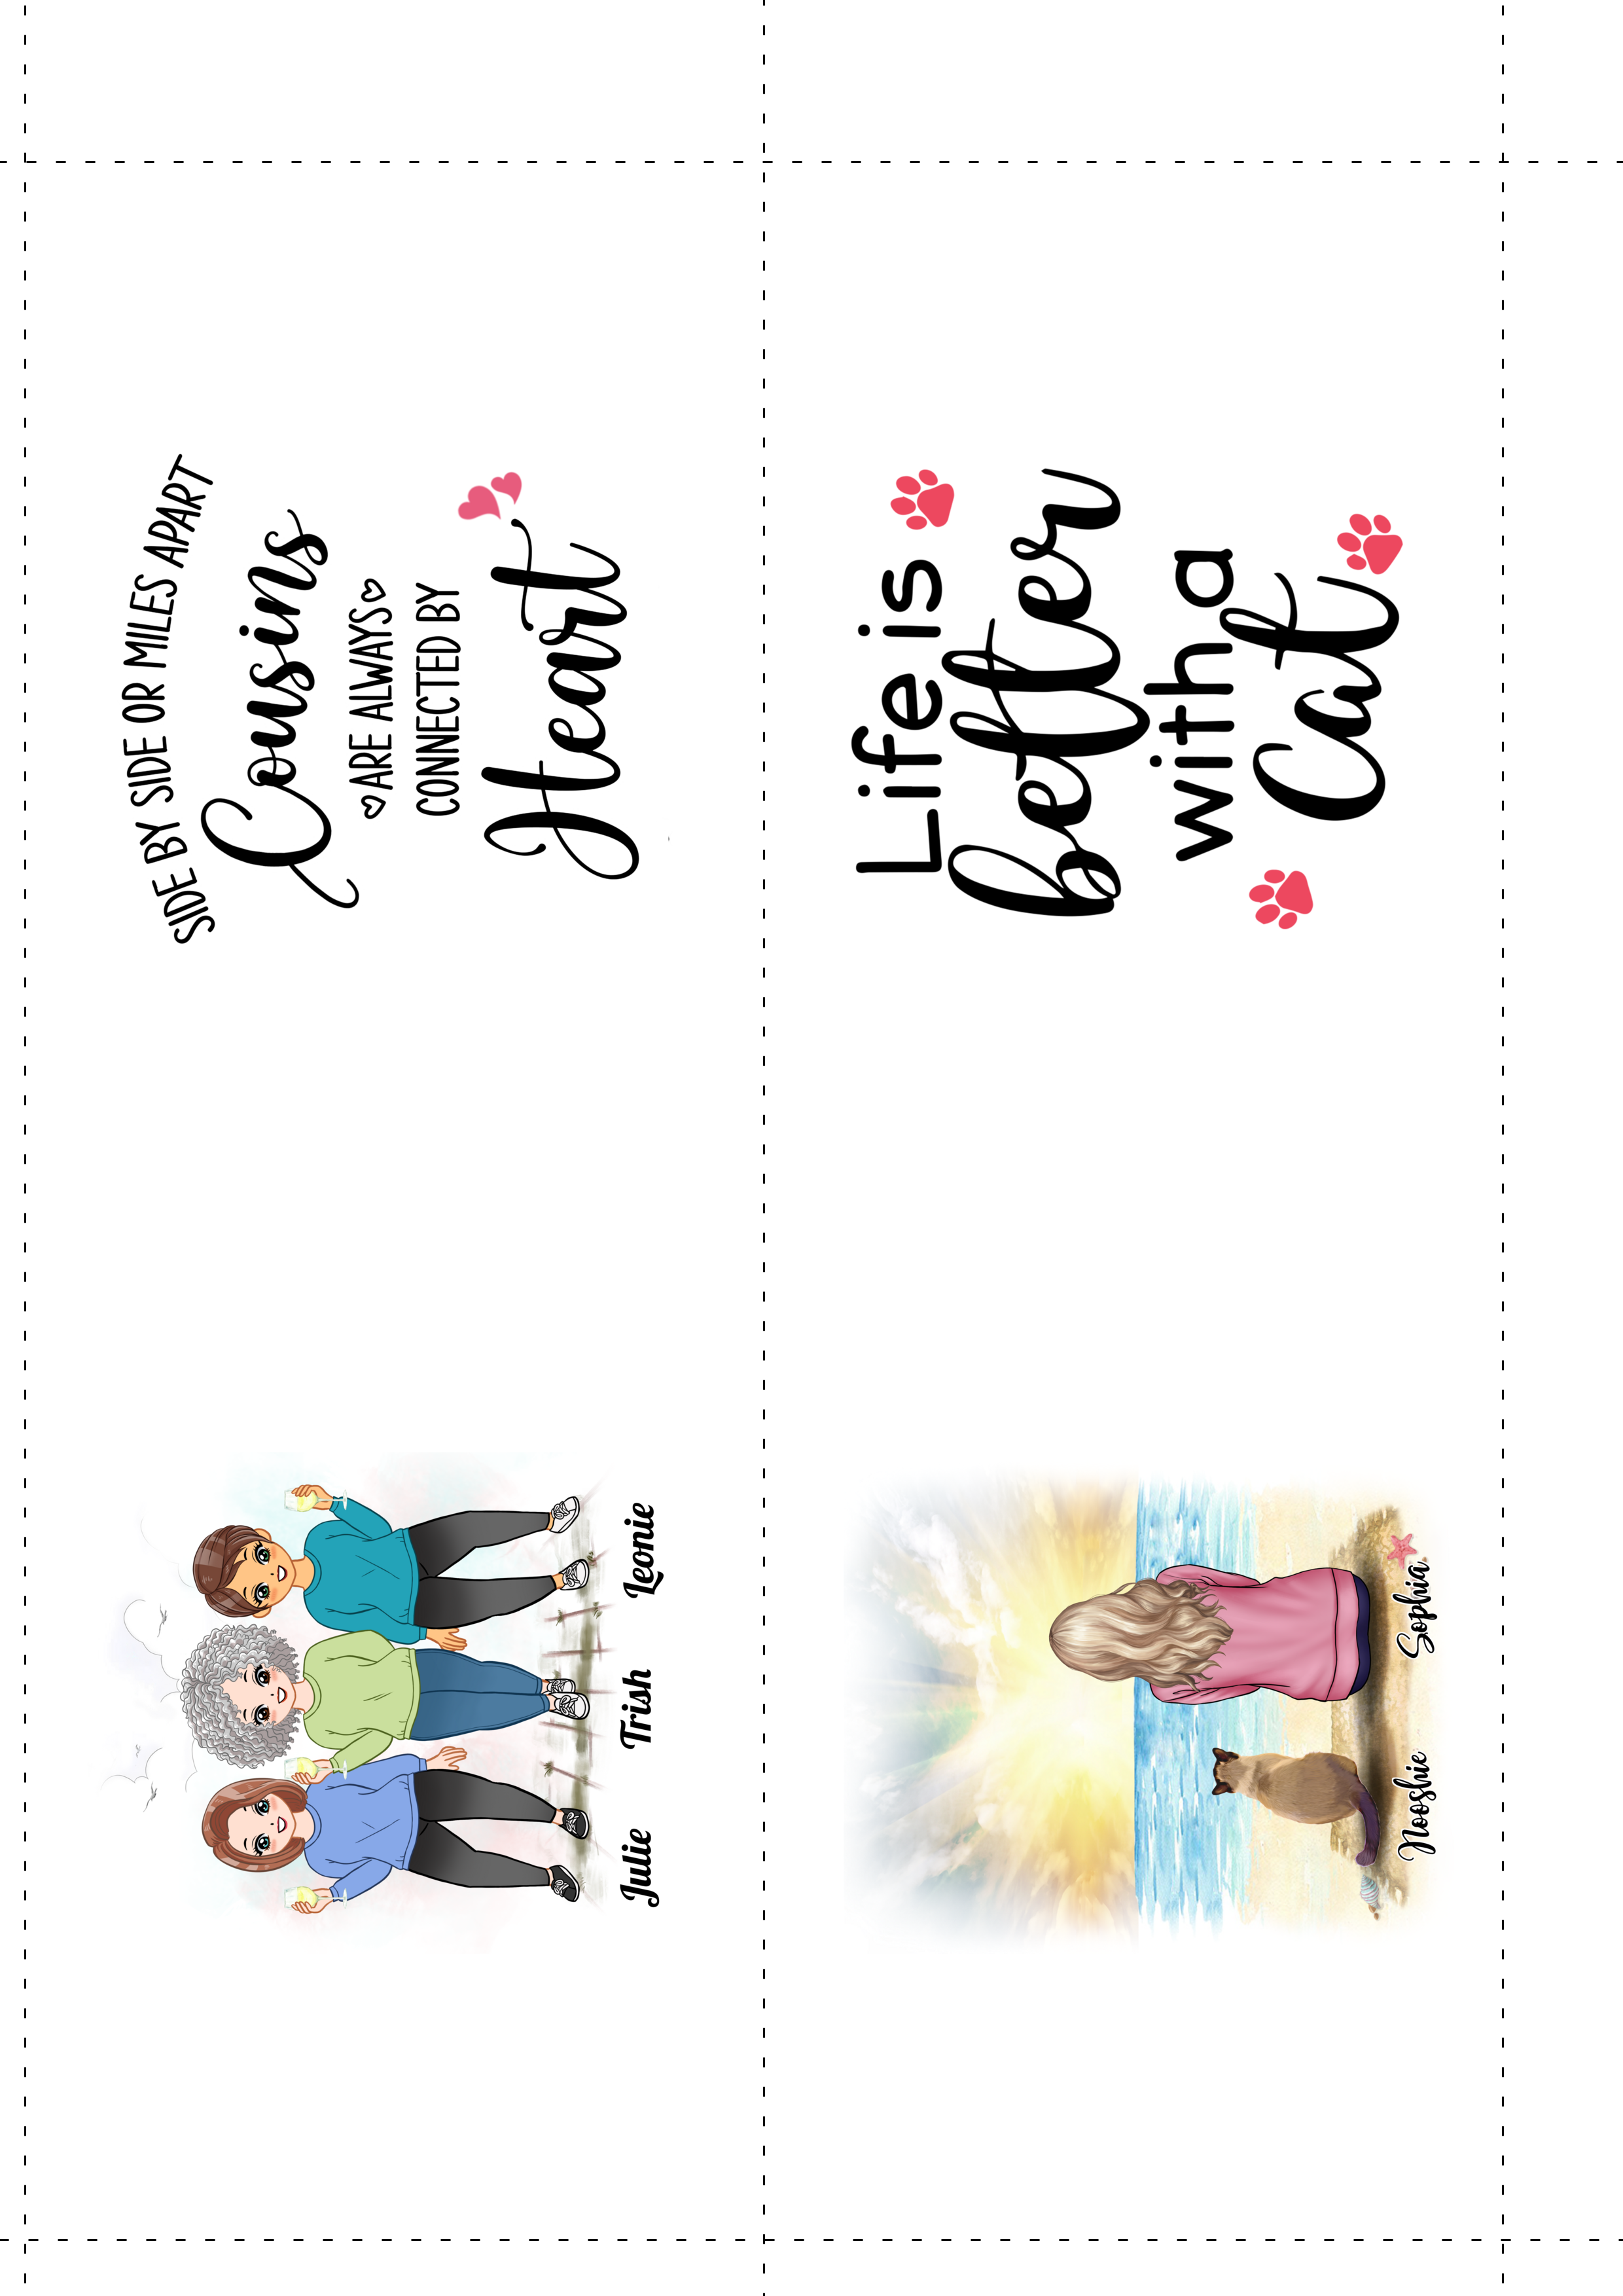 SIDE BY SIDE OR MILES APART
Cousins
ARE ALWAYS
CONNECTED BY
Heart
Julie Trish Leonie
Life is
better
with a
Cat
Nooshie Sophia